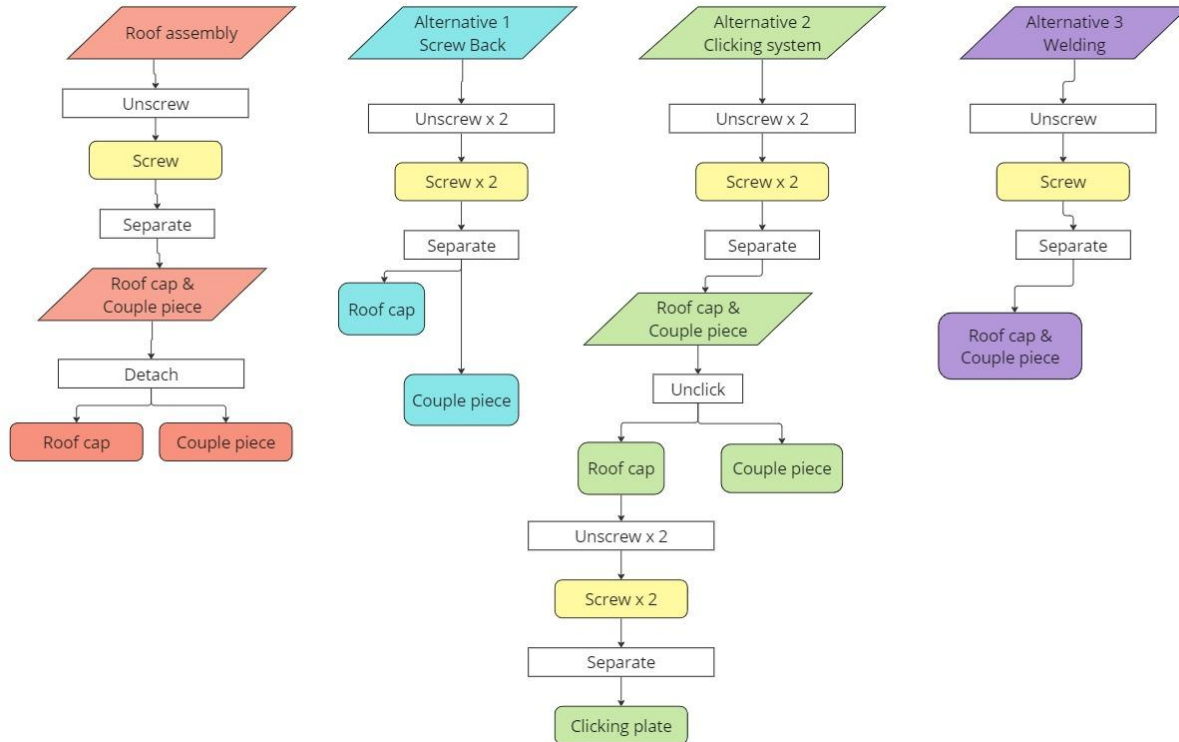 Roof assembly
Unscrew
Screw
Separate
Roof cap &
Couple piece
Detach
Roof cap
Couple piece
Alternative 1
Screw Back
Unscrew x 2
Screw x 2
Separate
Roof cap
Couple piece
Alternative 2
Clicking system
Unscrew x 2
Screw x 2
Separate
Roof cap &
Couple piece
Unclick
Roof cap
Couple piece
Unscrew x 2
Screw x 2
Separate
Clicking plate
Alternative 3
Welding
Unscrew
Screw
Separate
Roof cap &
Couple piece